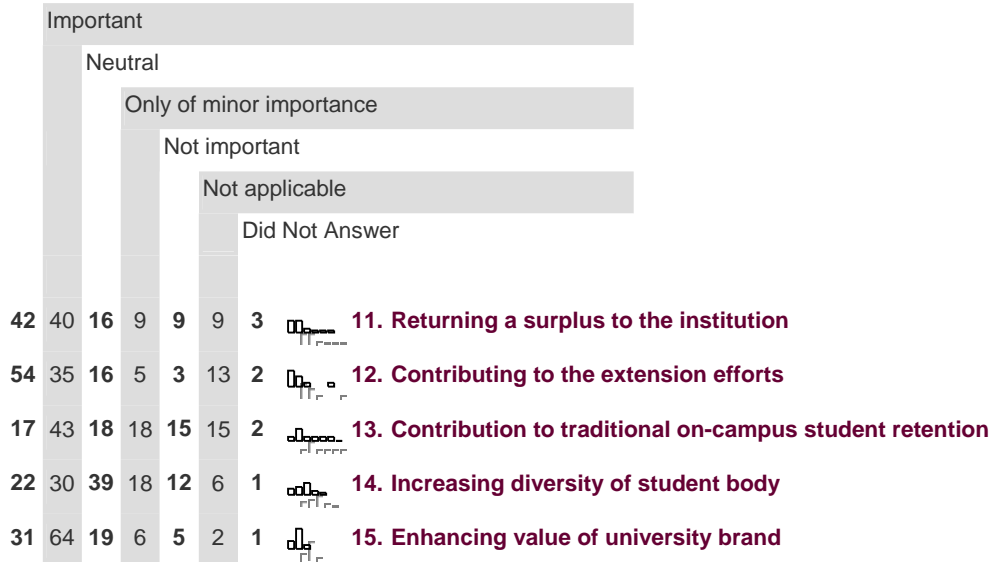 Important
Neutral
Only of minor importance
Not important
Not applicable
Did Not Answer
42 40 16 9 9 9 3 11. Returning a surplus to the institution
54 35 16 5 3 13 2 12. Contributing to the extension efforts
17 43 18 18 15 15 2 13. Contribution to traditional on-campus student retention
22 30 39 18 12 6 1 14. Increasing diversity of student body
31 64 19 6 5 2 1 15. Enhancing value of university brand